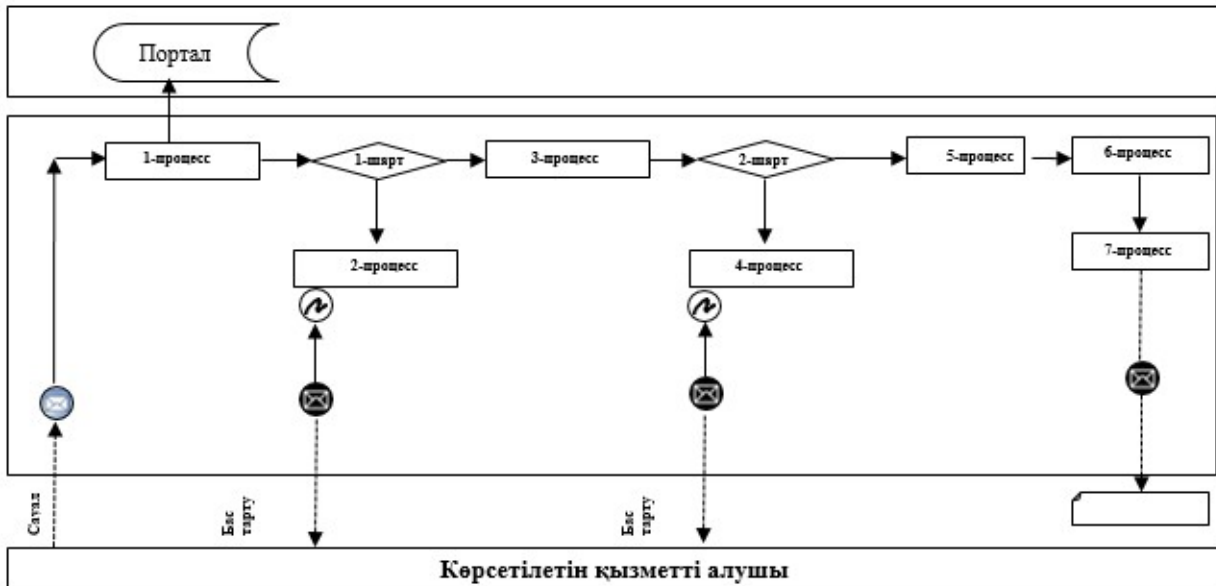 Портал
1-процесс
1-шарт
3-процесс
2-шарт
5-процесс
6-процесс
2-процесс
4-процесс
7-процесс
Сауал
Бас
тарту
Бас
тарту
Көрсетілетін қызметті алушы